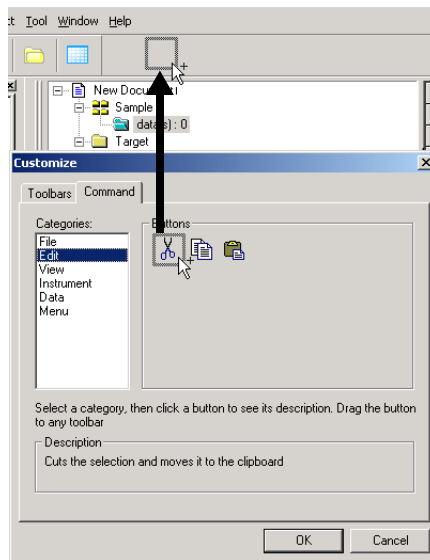 Tool Window Help
New Docu
Sample
data(s) : 0
Target
Customize
Toolbars Command
Categories:
Buttons
File
Edit
View
Instrument
Data
Menu
Select a category, then click a button to see its description. Drag the button
to any toolbar
Description
Cuts the selection and moves it to the clipboard
OK Cancel